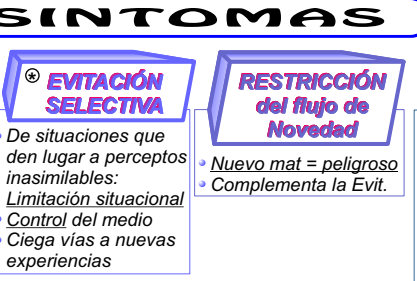 SINTOMAS
* EVITACIÓN
SELECTIVA
De situaciones que
den lugar a perceptos
inasimilables:
Limitación situacional
Control del medio
Ciega vías a nuevas
experiencias
RESTRICCIÓN
del flujo de
Novedad
Nuevo mat = peligroso
Complementa la Evit.